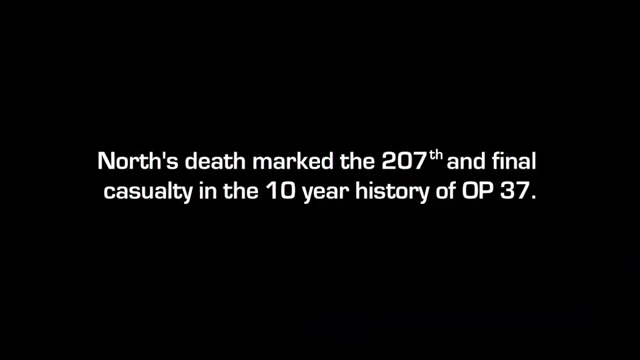 North's death marked the 207th and final
casualty in the 10 year history of OP 37.